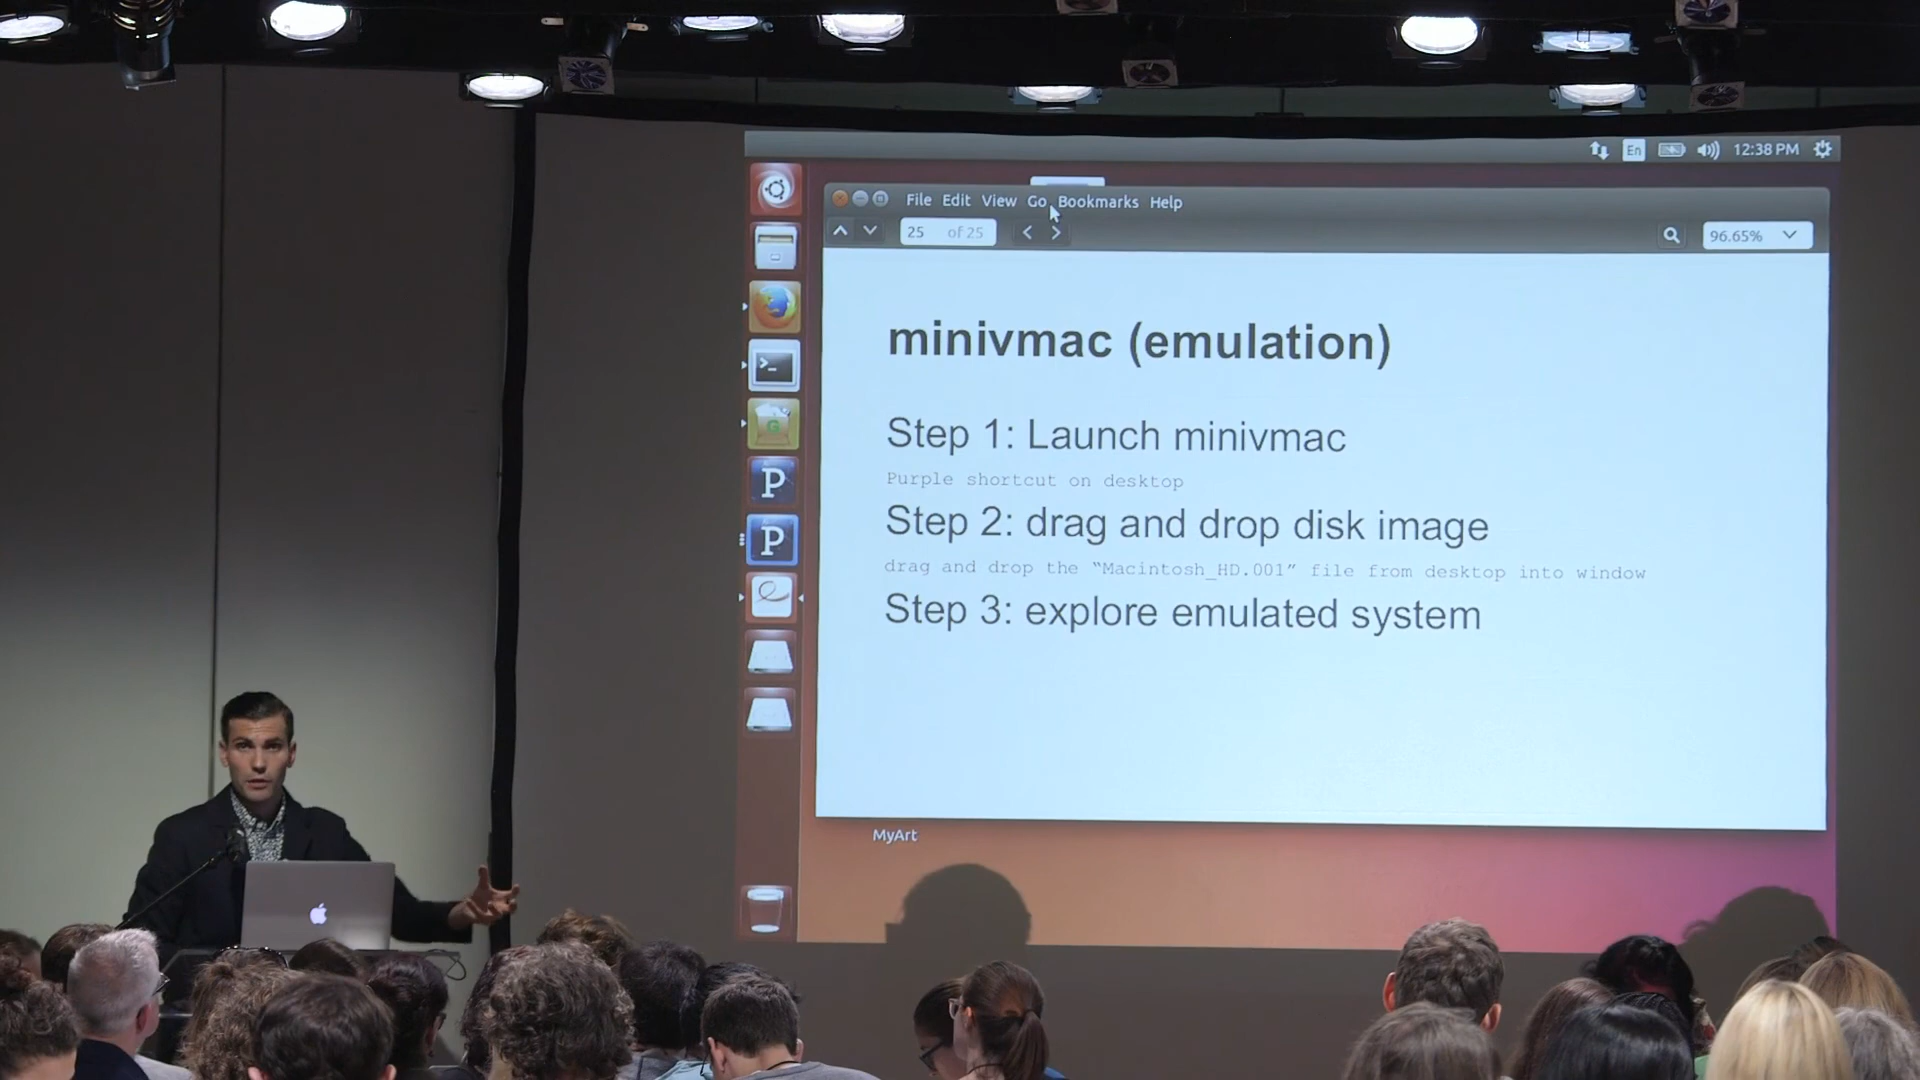 En 12:38 PM
File Edit View Go Bookmarks Help
25 of 25
96.65%
minivmac (emulation)
Step 1: Launch minivmac
Purple shortcut on desktop
Step 2: drag and drop disk image
drag and drop the “Macintosh_HD.001” file from desktop into window
Step 3: explore emulated system
MyArt
>_
G
P
P